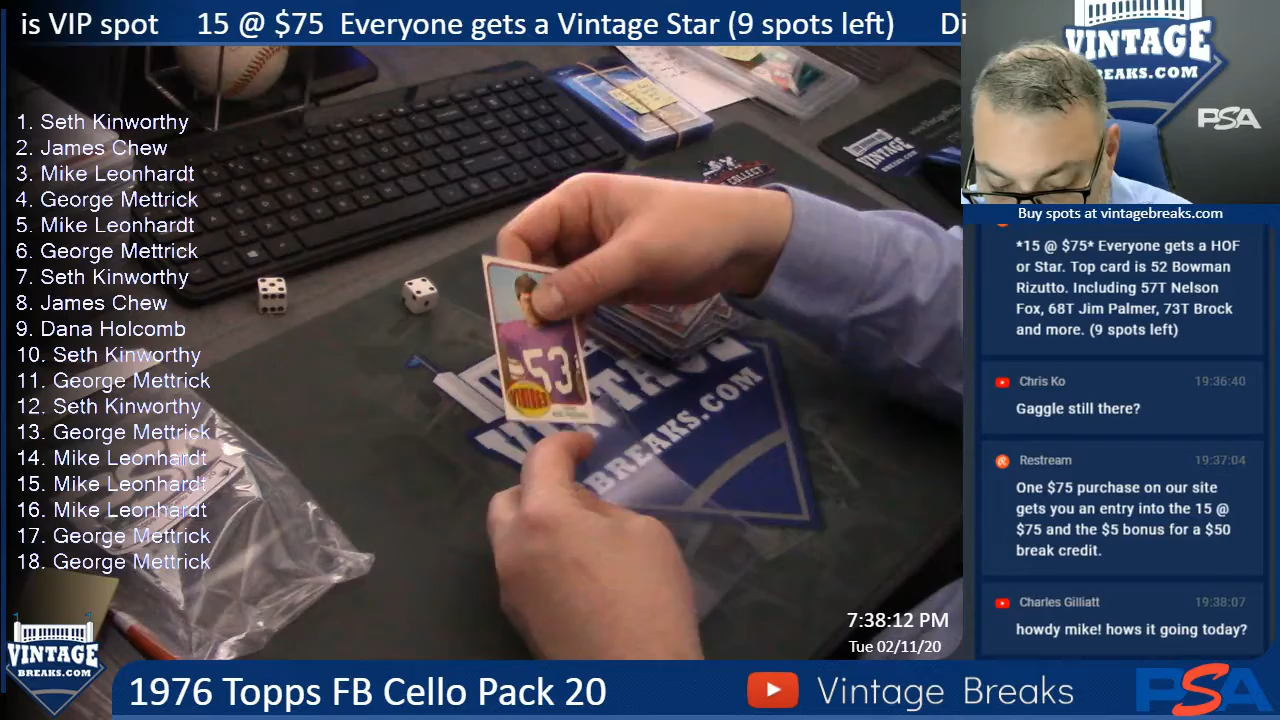 is VIP spot 15 @ $75 Everyone gets a Vintage Star (9 spots left) Di
1. Seth Kinworthy
2. James Chew
3. Mike Leonhardt
4. George Mettrick
5. Mike Leonhardt
6. George Mettrick
7. Seth Kinworthy
8. James Chew
9. Dana Holcomb
10. Seth Kinworthy
11. George Mettrick
12. Seth Kinworthy
13. George Mettrick
14. Mike Leonhardt
15. Mike Leonhardt
16. Mike Leonhardt
17. George Mettrick
18. George Mettrick
VINTAGE
BREAKS.COM
COLLECT
53
VIKINGS
BREAKS.COM
VINTAGE
BREAKS.COM
PSA
Buy spots at vintagebreaks.com
*15 @ $75* Everyone gets a HOF
or Star. Top card is 52 Bowman
Rizutto. Including 57T Nelson
Fox, 68T Jim Palmer, 73T Brock
and more. (9 spots left)
Chris Ko 19:36:40
Gaggle still there?
Restream 19:37:04
One $75 purchase on our site
gets you an entry into the 15 @
$75 and the $5 bonus for a $50
break credit.
Charles Gilliatt 19:38:07
howdy mike! hows it going today?
7:38:12 PM
Tue 02/11/20
VINTAGE
BREAKS.COM
1976 Topps FB Cello Pack 20
Vintage Breaks
PSA